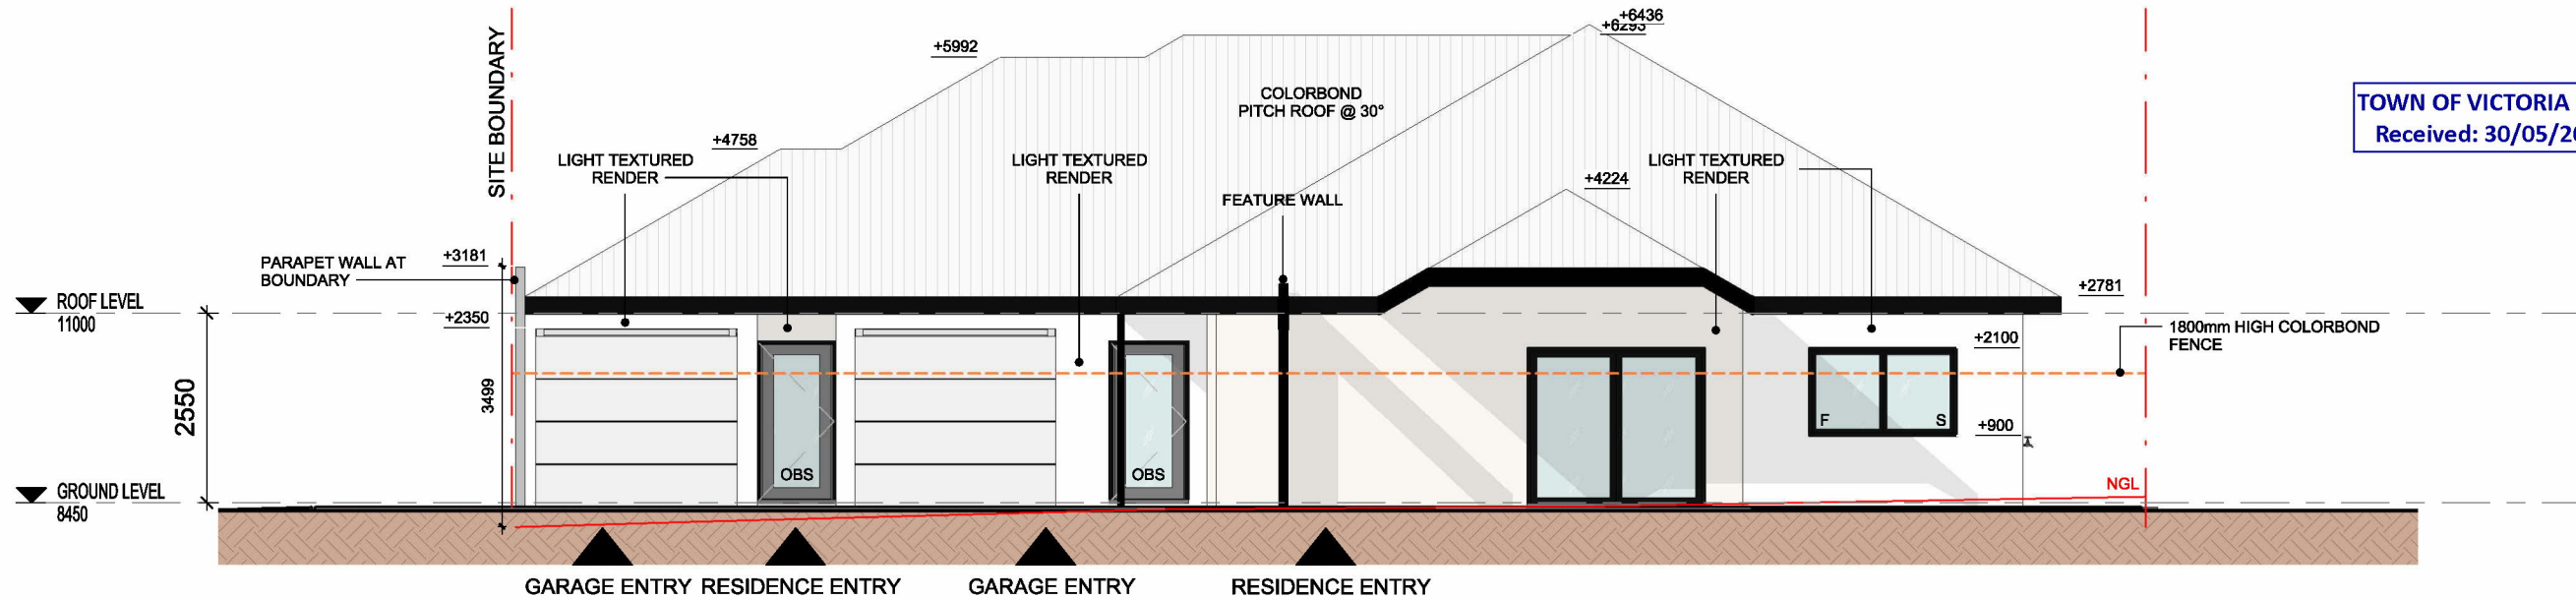 SITE BOUNDARY
+6436
+6293
+5992
COLORBOND
PITCH ROOF @ 30°
TOWN OF VICTORIA
Received: 30/05/20
+4758
LIGHT TEXTURED
RENDER
LIGHT TEXTURED
RENDER
LIGHT TEXTURED
RENDER
+4224
FEATURE WALL
PARAPET WALL AT
BOUNDARY
+3181
+2781
ROOF LEVEL
11000
+2350
1800mm HIGH COLORBOND
FENCE
+2100
2550
3499
F
S
+900
OBS
OBS
NGL
GROUND LEVEL
8450
GARAGE ENTRY
RESIDENCE ENTRY
GARAGE ENTRY
RESIDENCE ENTRY